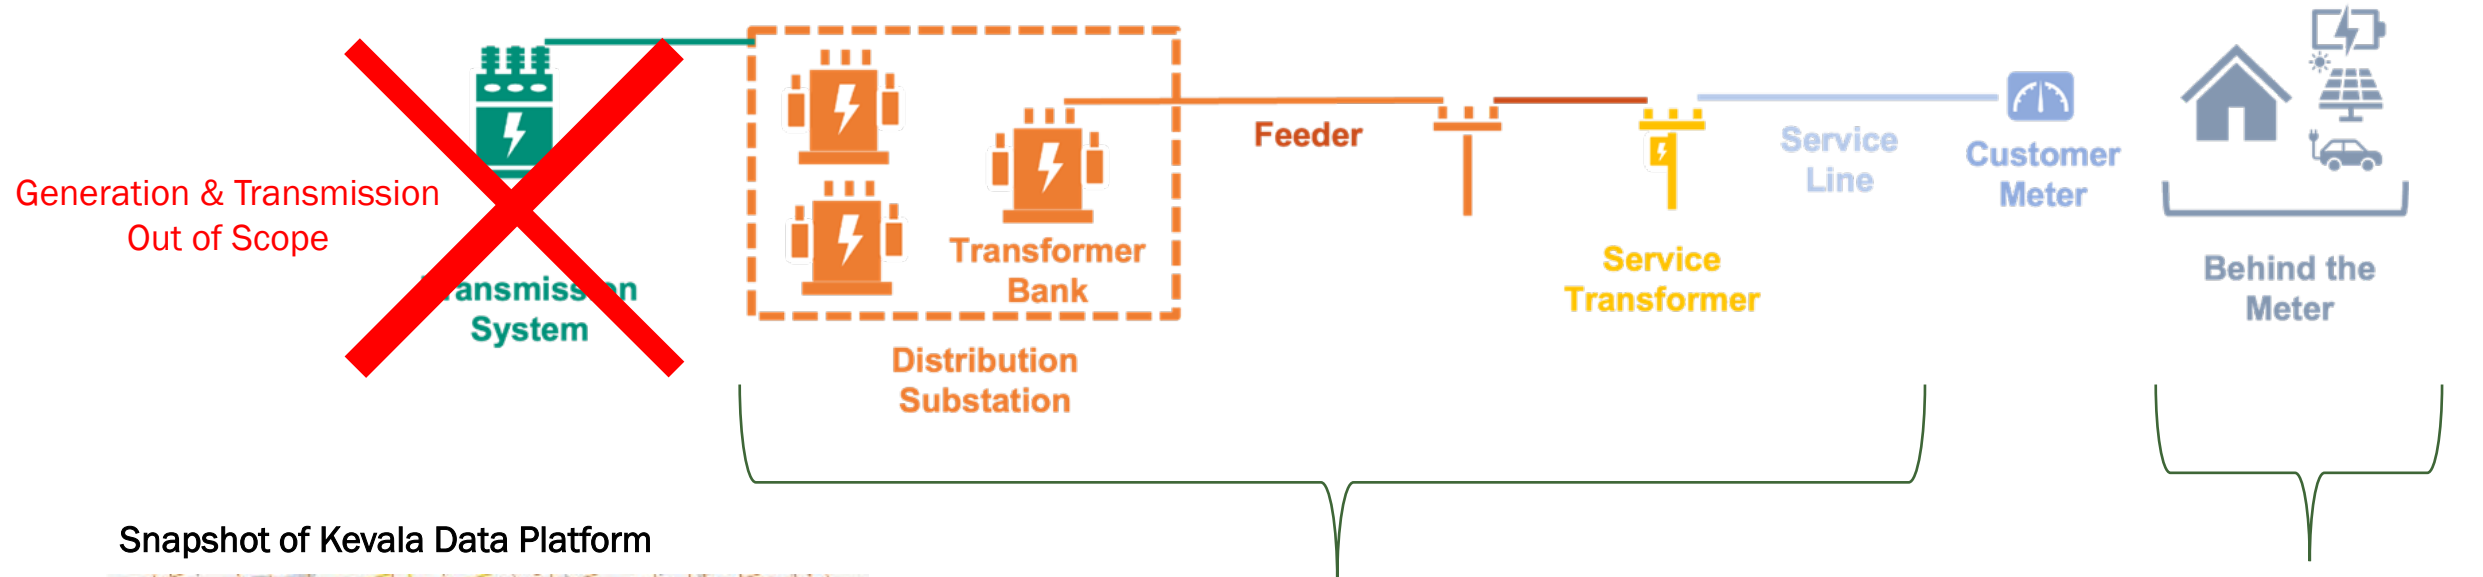 Generation & Transmission
Out of Scope
System
Transformer
Bank
Distribution
Substation
Feeder
Service
Transformer
Service
Line
Customer
Meter
Behind the
Meter
Snapshot of Kevala Data Platform